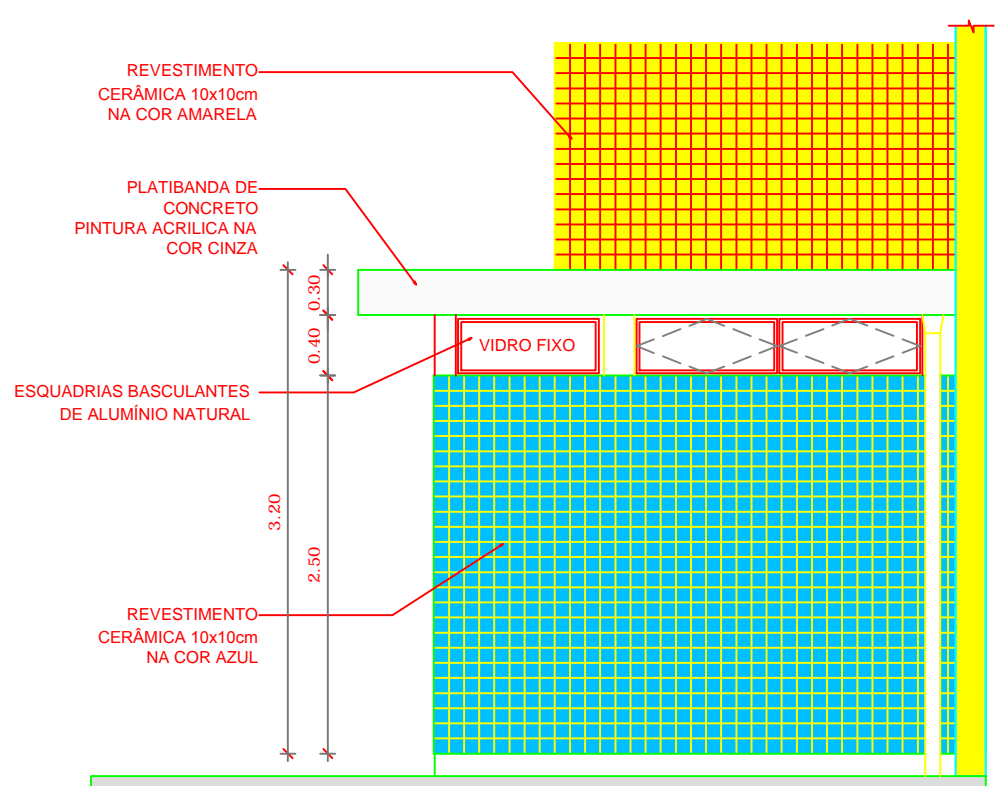 REVESTIMENTO
CERÂMICA 10x10cm
NA COR AMARELA
PLATIBANDA DE
CONCRETO
PINTURA ACRILICA NA
COR CINZA
0.30
0.40
VIDRO FIXO
ESQUADRIAS BASCULANTES
DE ALUMÍNIO NATURAL
3.20
2.50
REVESTIMENTO
CERÂMICA 10x10cm
NA COR AZUL